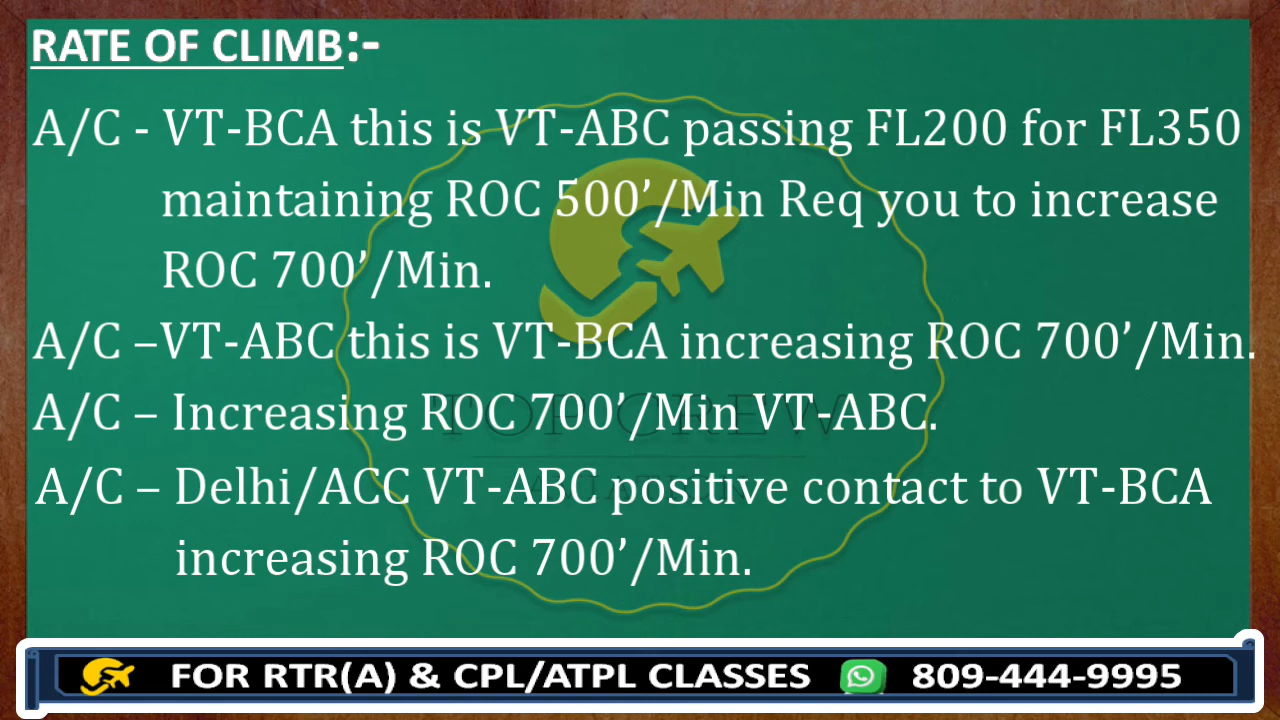 RATE OF CLIMB:-
A/C - VT-BCA this is VT-ABC passing FL200 for FL350
maintaining ROC 500’/Min Req you to increase
ROC 700’/Min.
A/C –VT-ABC this is VT-BCA increasing ROC 700’/Min.
A/C – Increasing ROC 700’/Min VT-ABC.
TOP CREW
A/C – Delhi/ACC VT-ABC positive contact to VT-BCA
increasing ROC 700’/Min.
FOR RTR(A) & CPL/ATPL CLASSES 809-444-9995